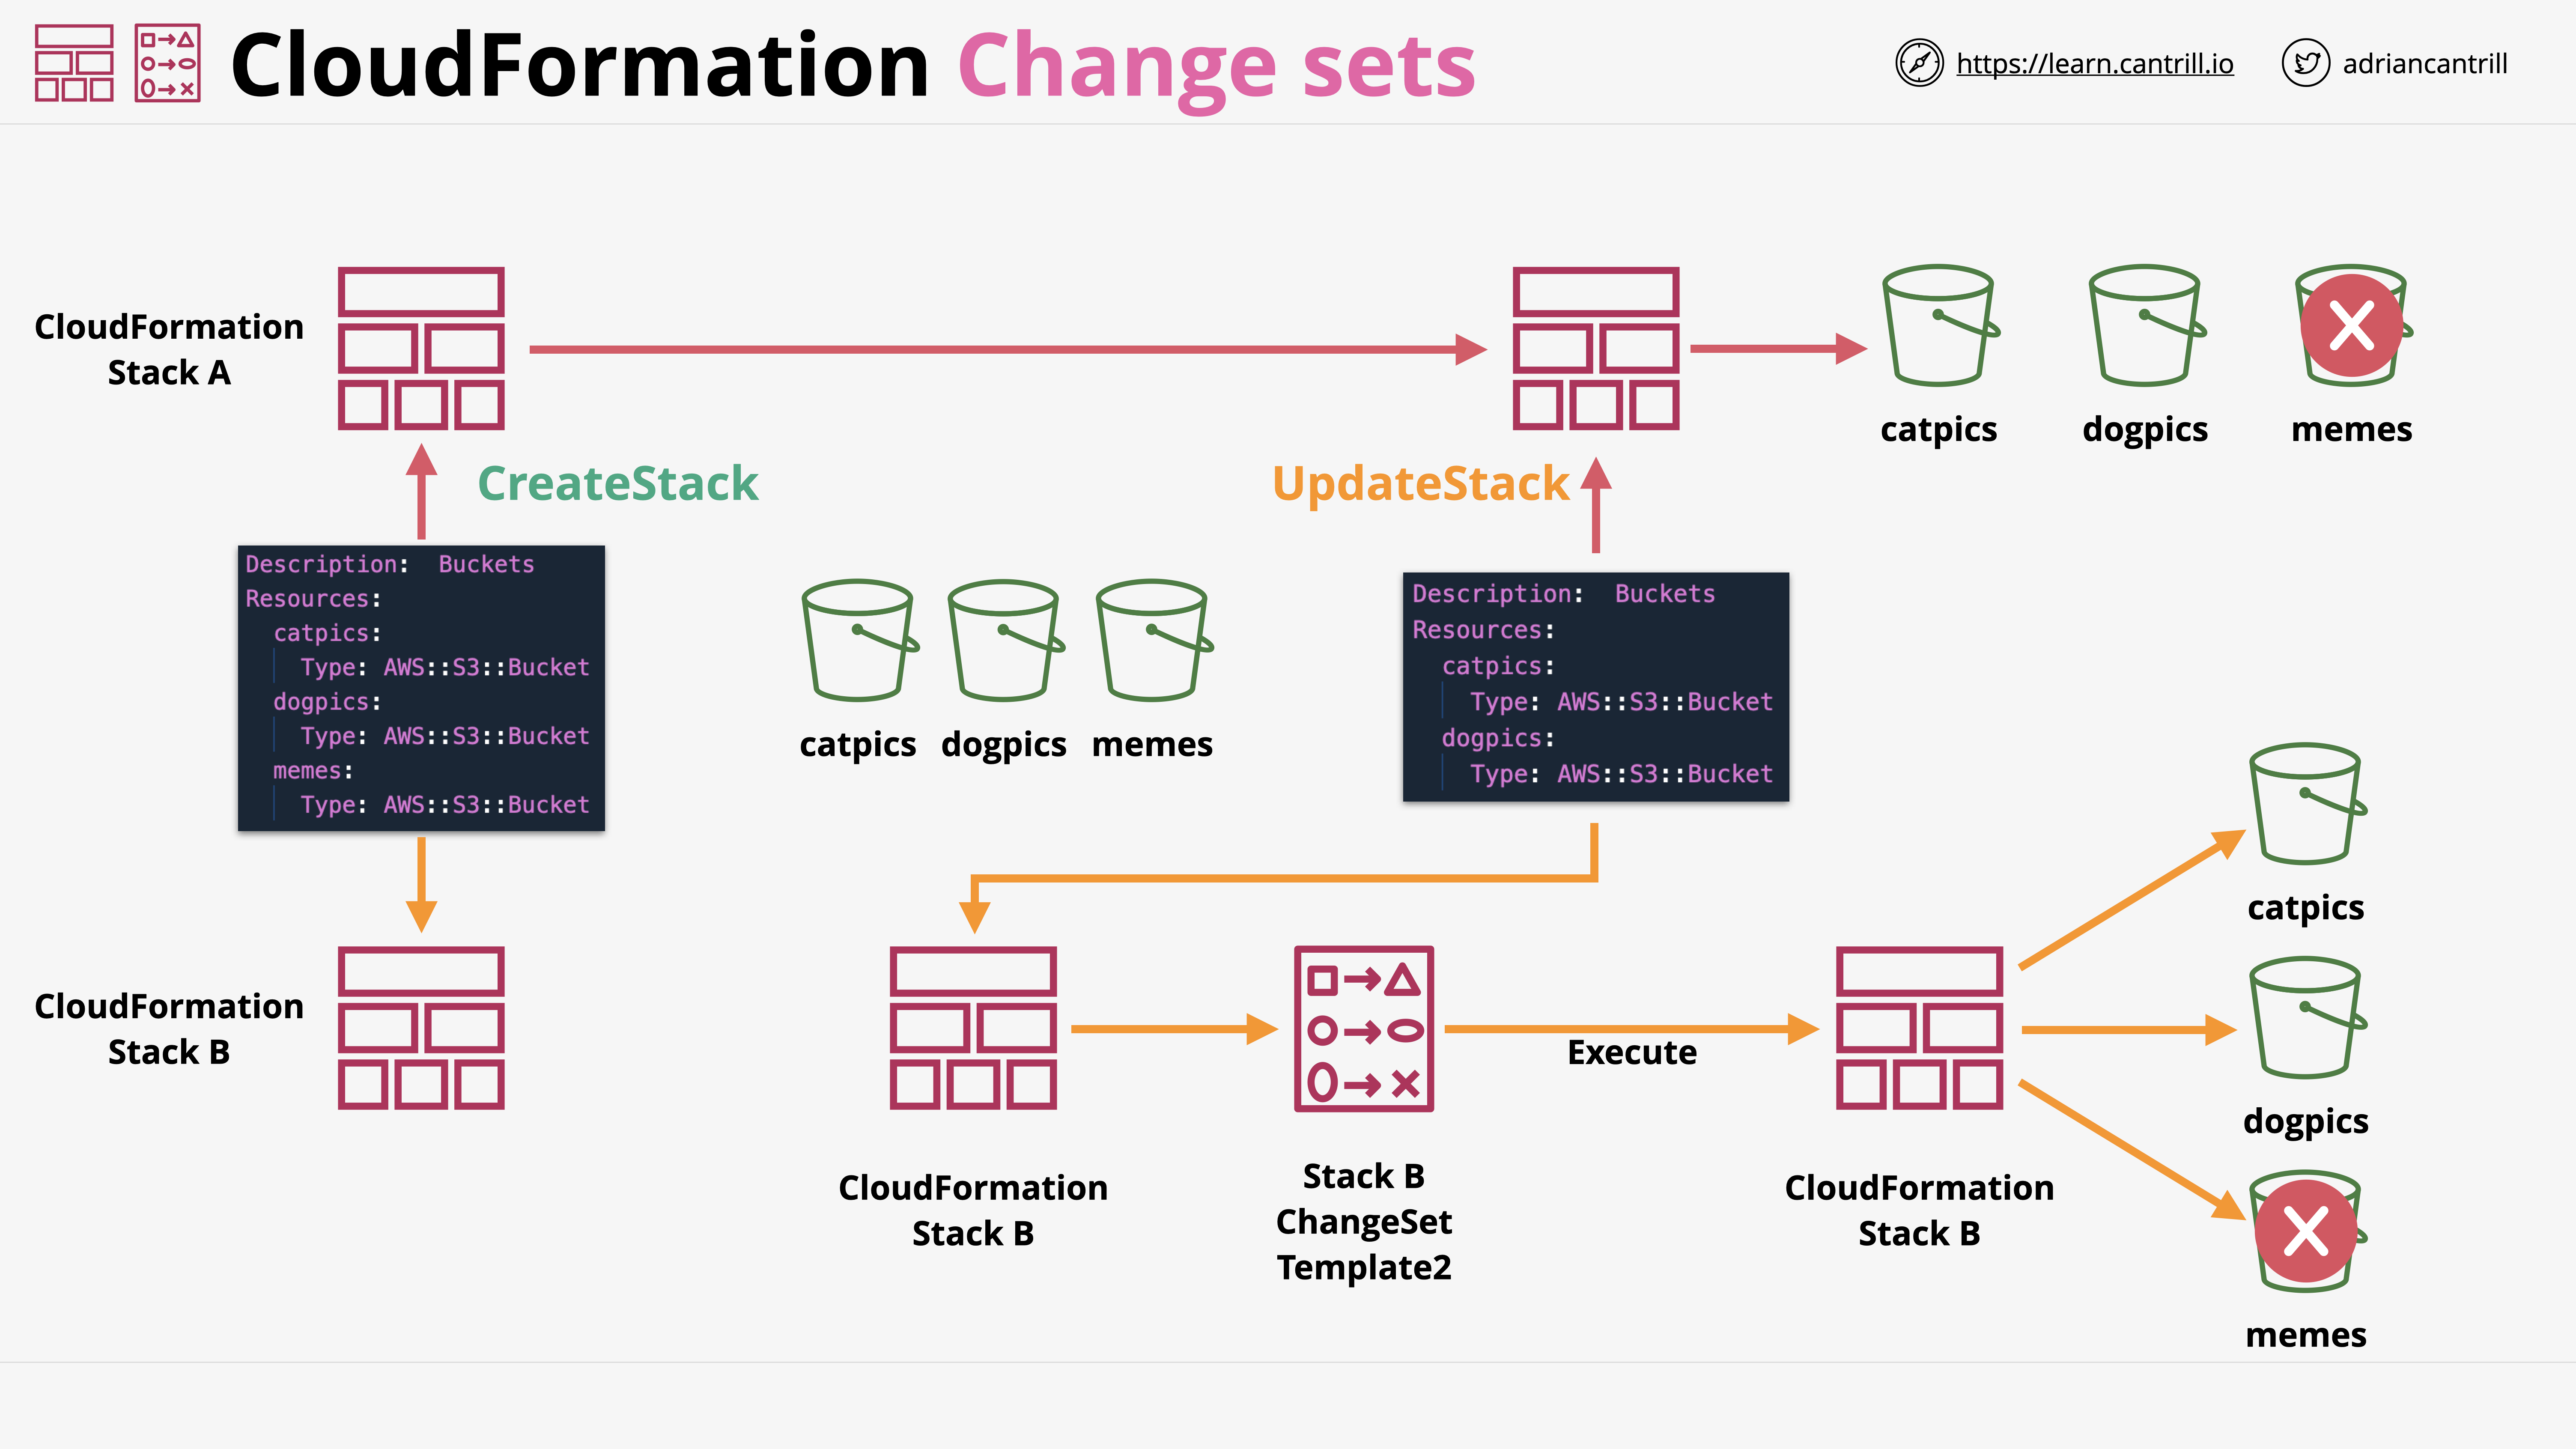 CloudFormation Change sets
https://learn.cantrill.io
adriancantrill
CloudFormation
Stack A
catpics
dogpics
memes
CreateStack
UpdateStack
Description:  Buckets
Resources:
  catpics:
    Type: AWS::S3::Bucket
  dogpics:
    Type: AWS::S3::Bucket
  memes:
    Type: AWS::S3::Bucket
catpics
dogpics
memes
Description:  Buckets
Resources:
  catpics:
    Type: AWS::S3::Bucket
  dogpics:
    Type: AWS::S3::Bucket
CloudFormation
Stack B
CloudFormation
Stack B
Stack B
ChangeSet
Template2
Execute
CloudFormation
Stack B
catpics
dogpics
memes